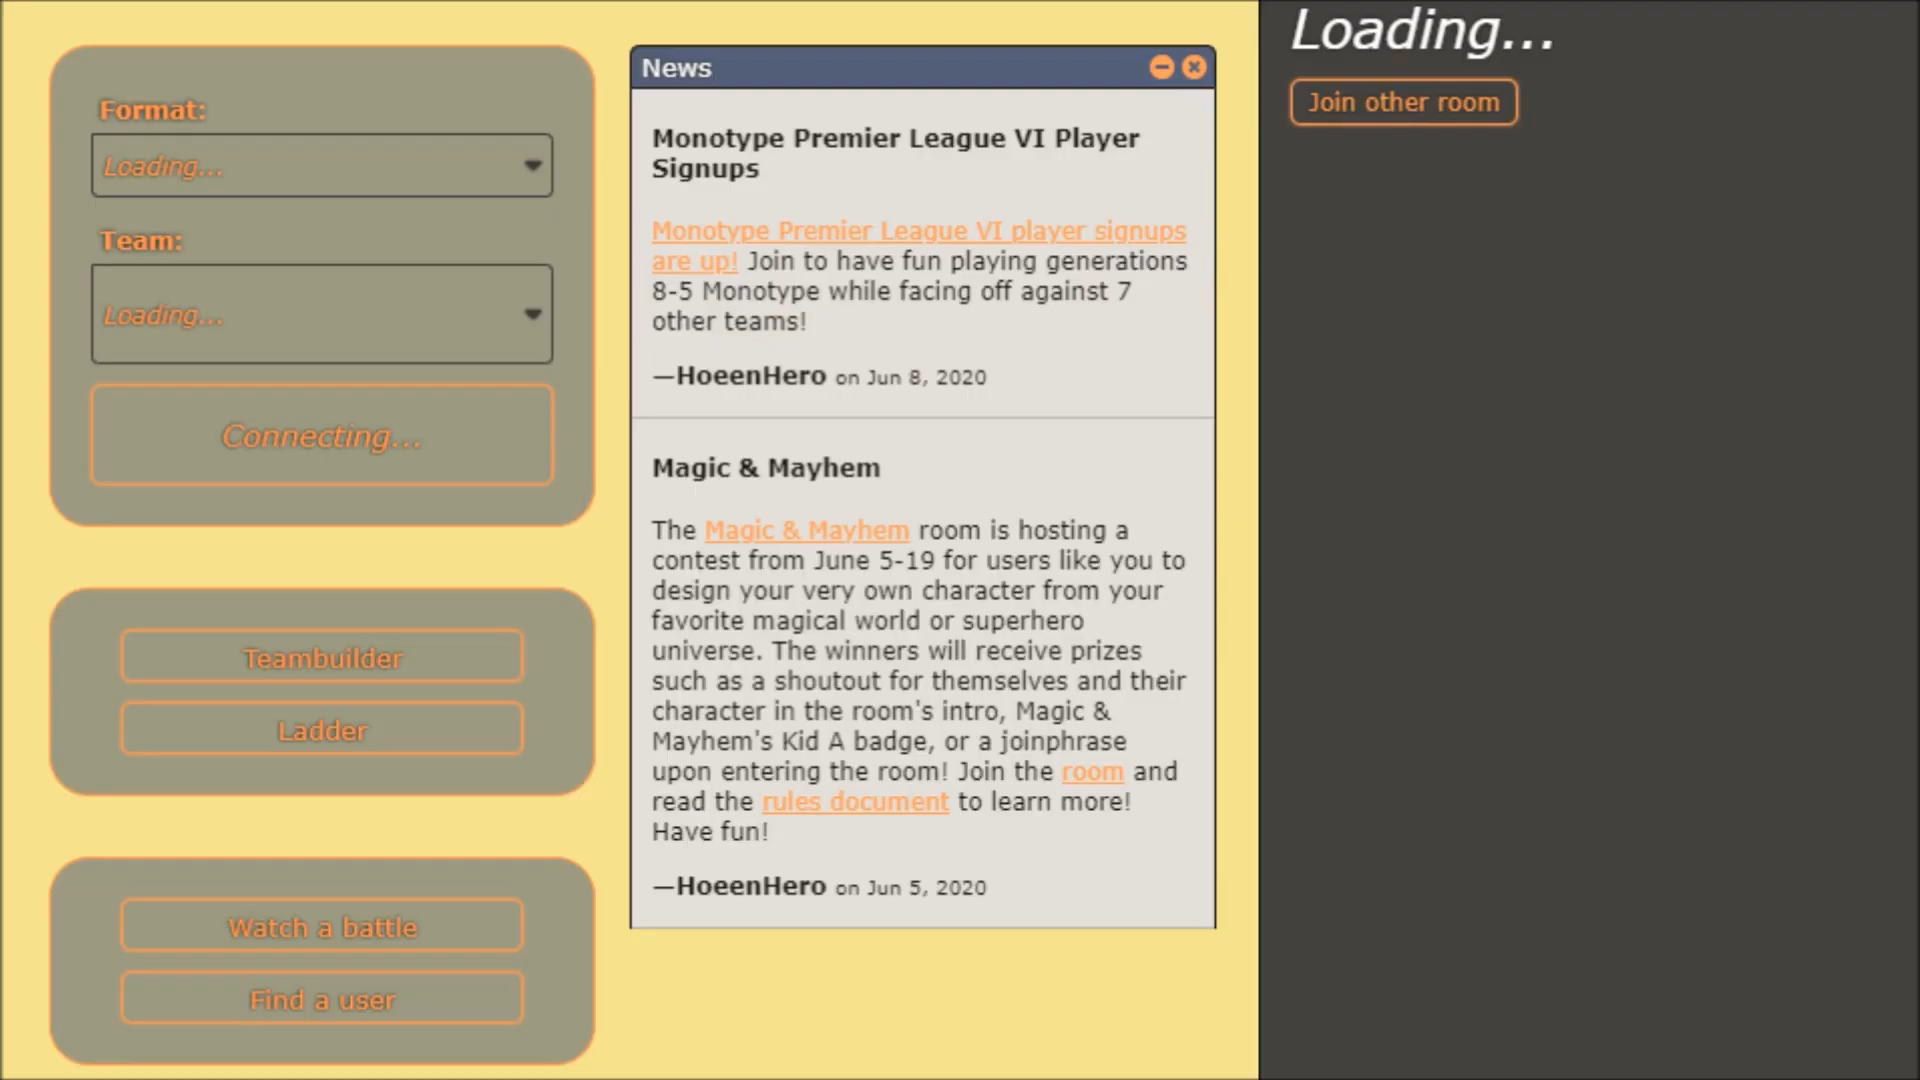 Format:
Loading...
Team:
Loading...
Connecting...
Teambuilder
Ladder
Watch a battle
Find a user
News
Monotype Premier League VI Player
Signups
Monotype Premier League VI player signups
are up! Join to have fun playing generations
8-5 Monotype while facing off against 7
other teams!
—HoeenHero on Jun 8, 2020
Magic & Mayhem
The Magic & Mayhem room is hosting a
contest from June 5-19 for users like you to
design your very own character from your
favorite magical world or superhero
universe. The winners will receive prizes
such as a shoutout for themselves and their
character in the room's intro, Magic &
Mayhem's Kid A badge, or a joinphrase
upon entering the room! Join the room and
read the rules document to learn more!
Have fun!
—HoeenHero on Jun 5, 2020
Loading...
Join other room